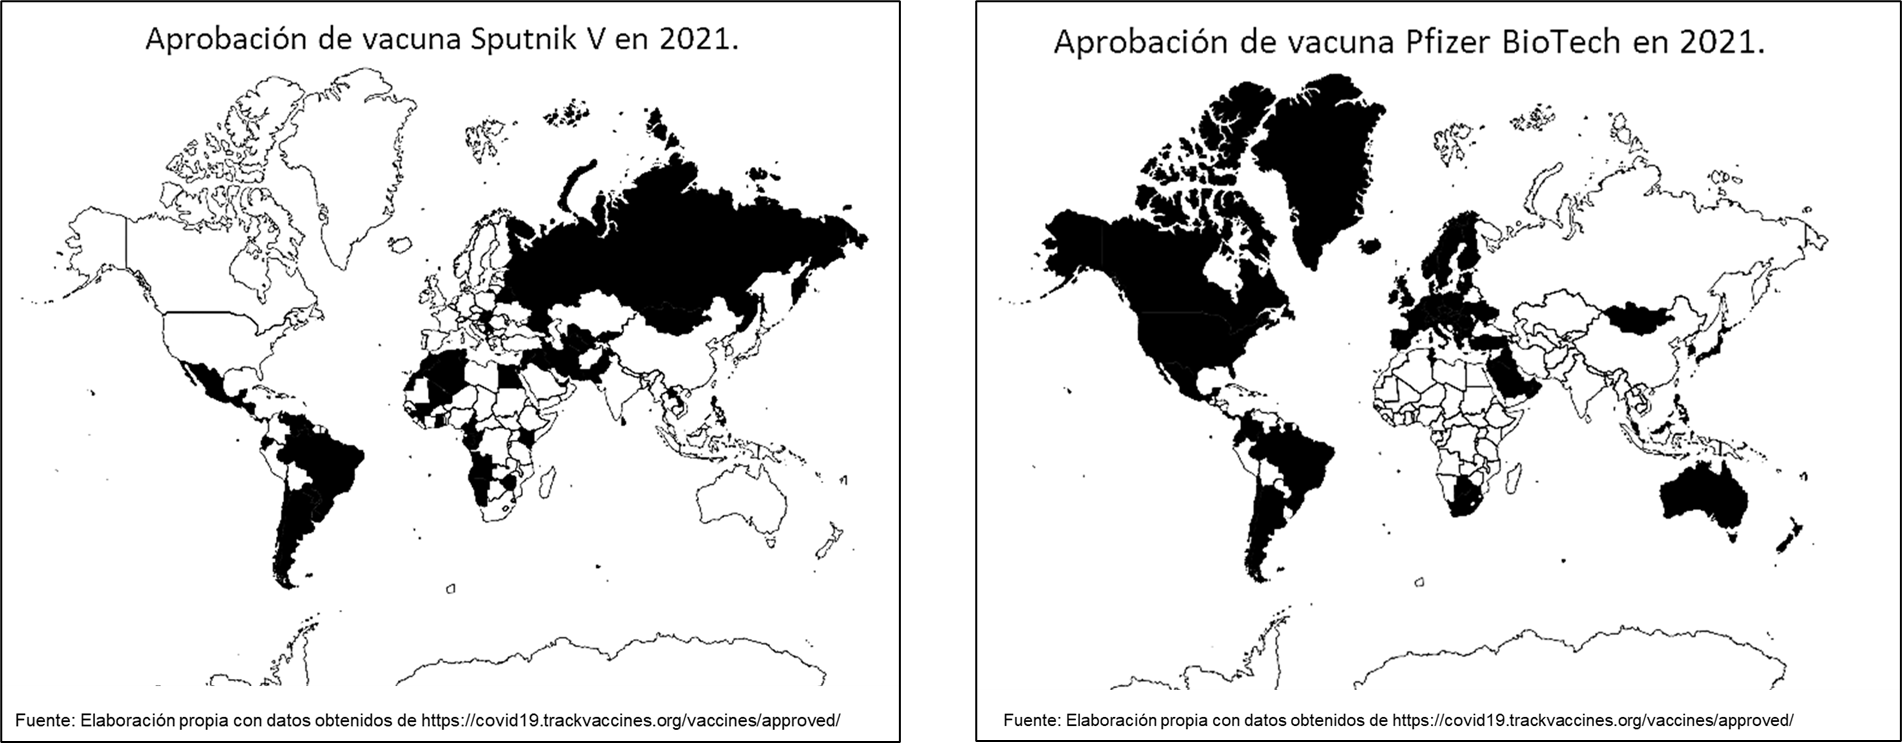 Aprobación de vacuna Sputnik V en 2021.
Fuente: Elaboración propia con datos obtenidos de https://covid19.trackvaccines.org/vaccines/approved/
Aprobación de vacuna Pfizer BioTech en 2021.
Fuente: Elaboración propia con datos obtenidos de https://covid19.trackvaccines.org/vaccines/approved/